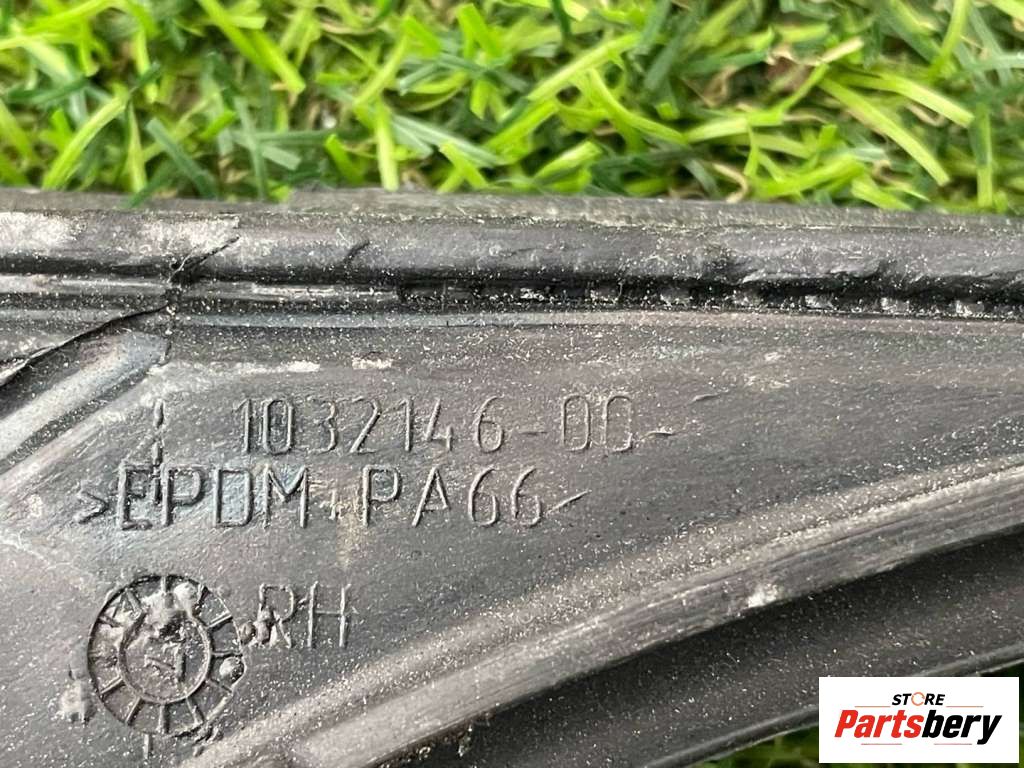 1032146-00-
>EPDM+PA66<
RH
STORE
Partsbery